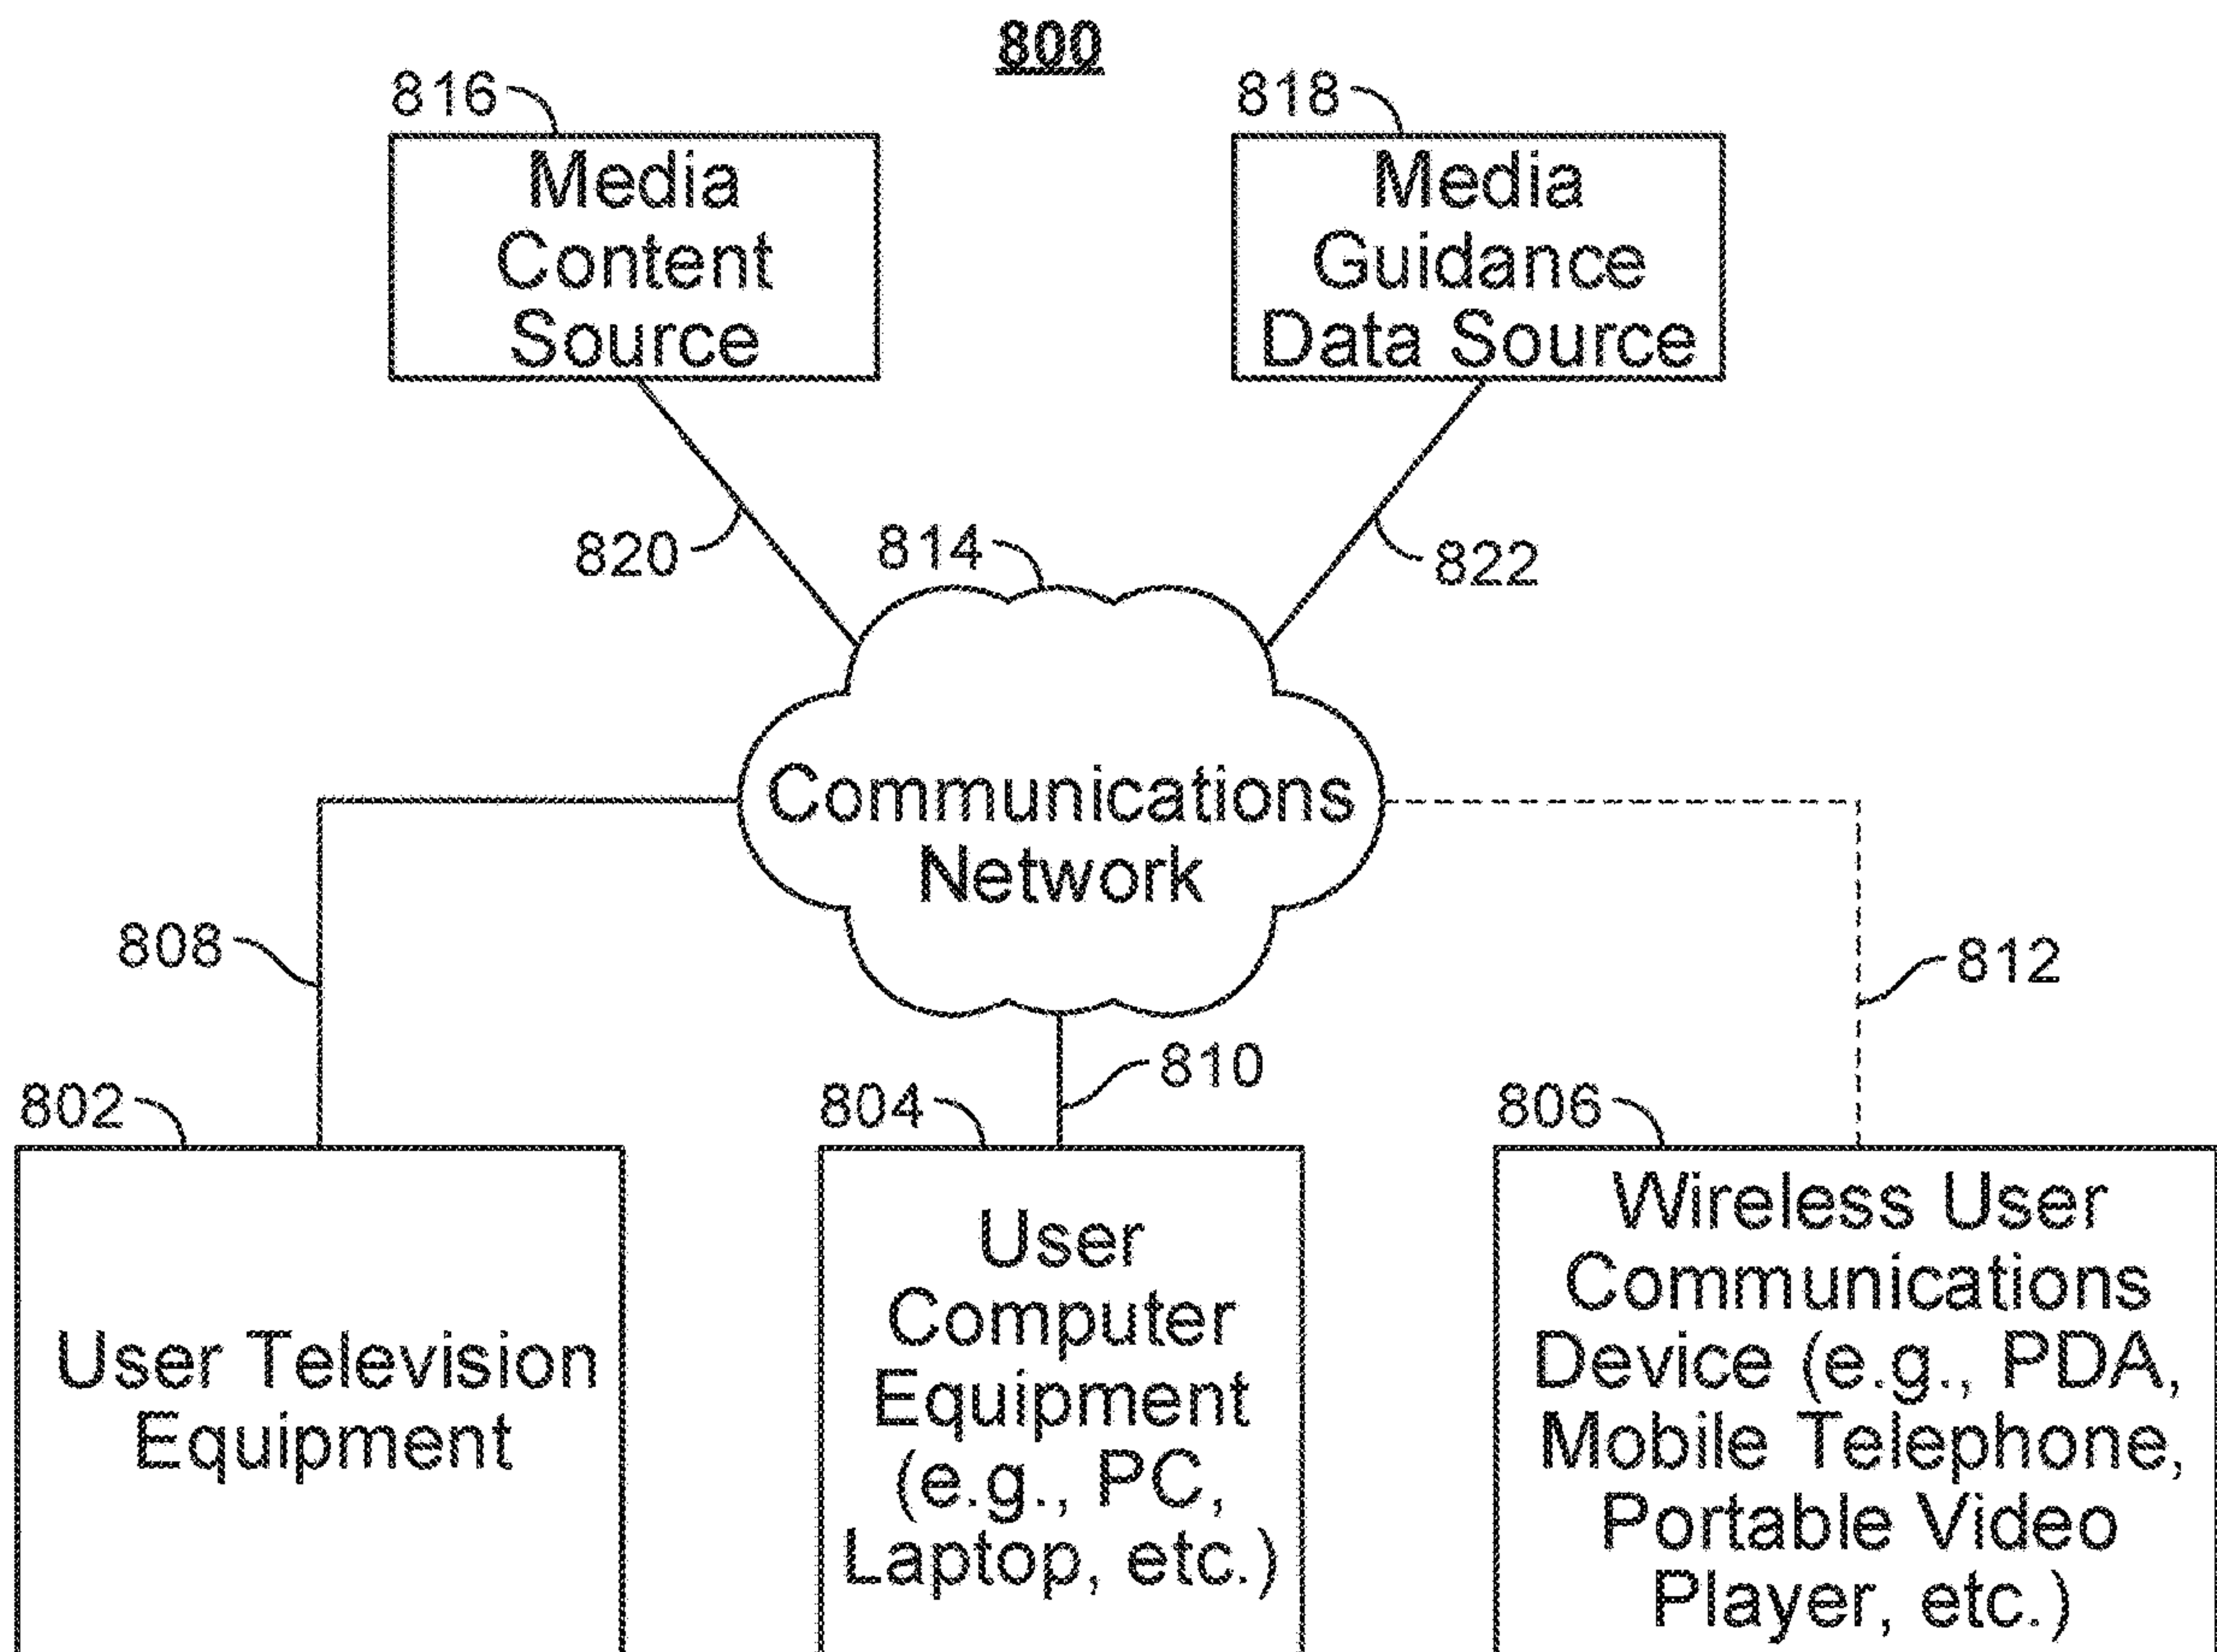 800
816
Media
Content
Source
818
Media
Guidance
Data Source
820
814
822
Communications
Network
808
812
810
802
User Television
Equipment
804
User
Computer
Equipment
(e.g., PC,
Laptop, etc.)
806
Wireless User
Communications
Device (e.g., PDA,
Mobile Telephone,
Portable Video
Player, etc.)